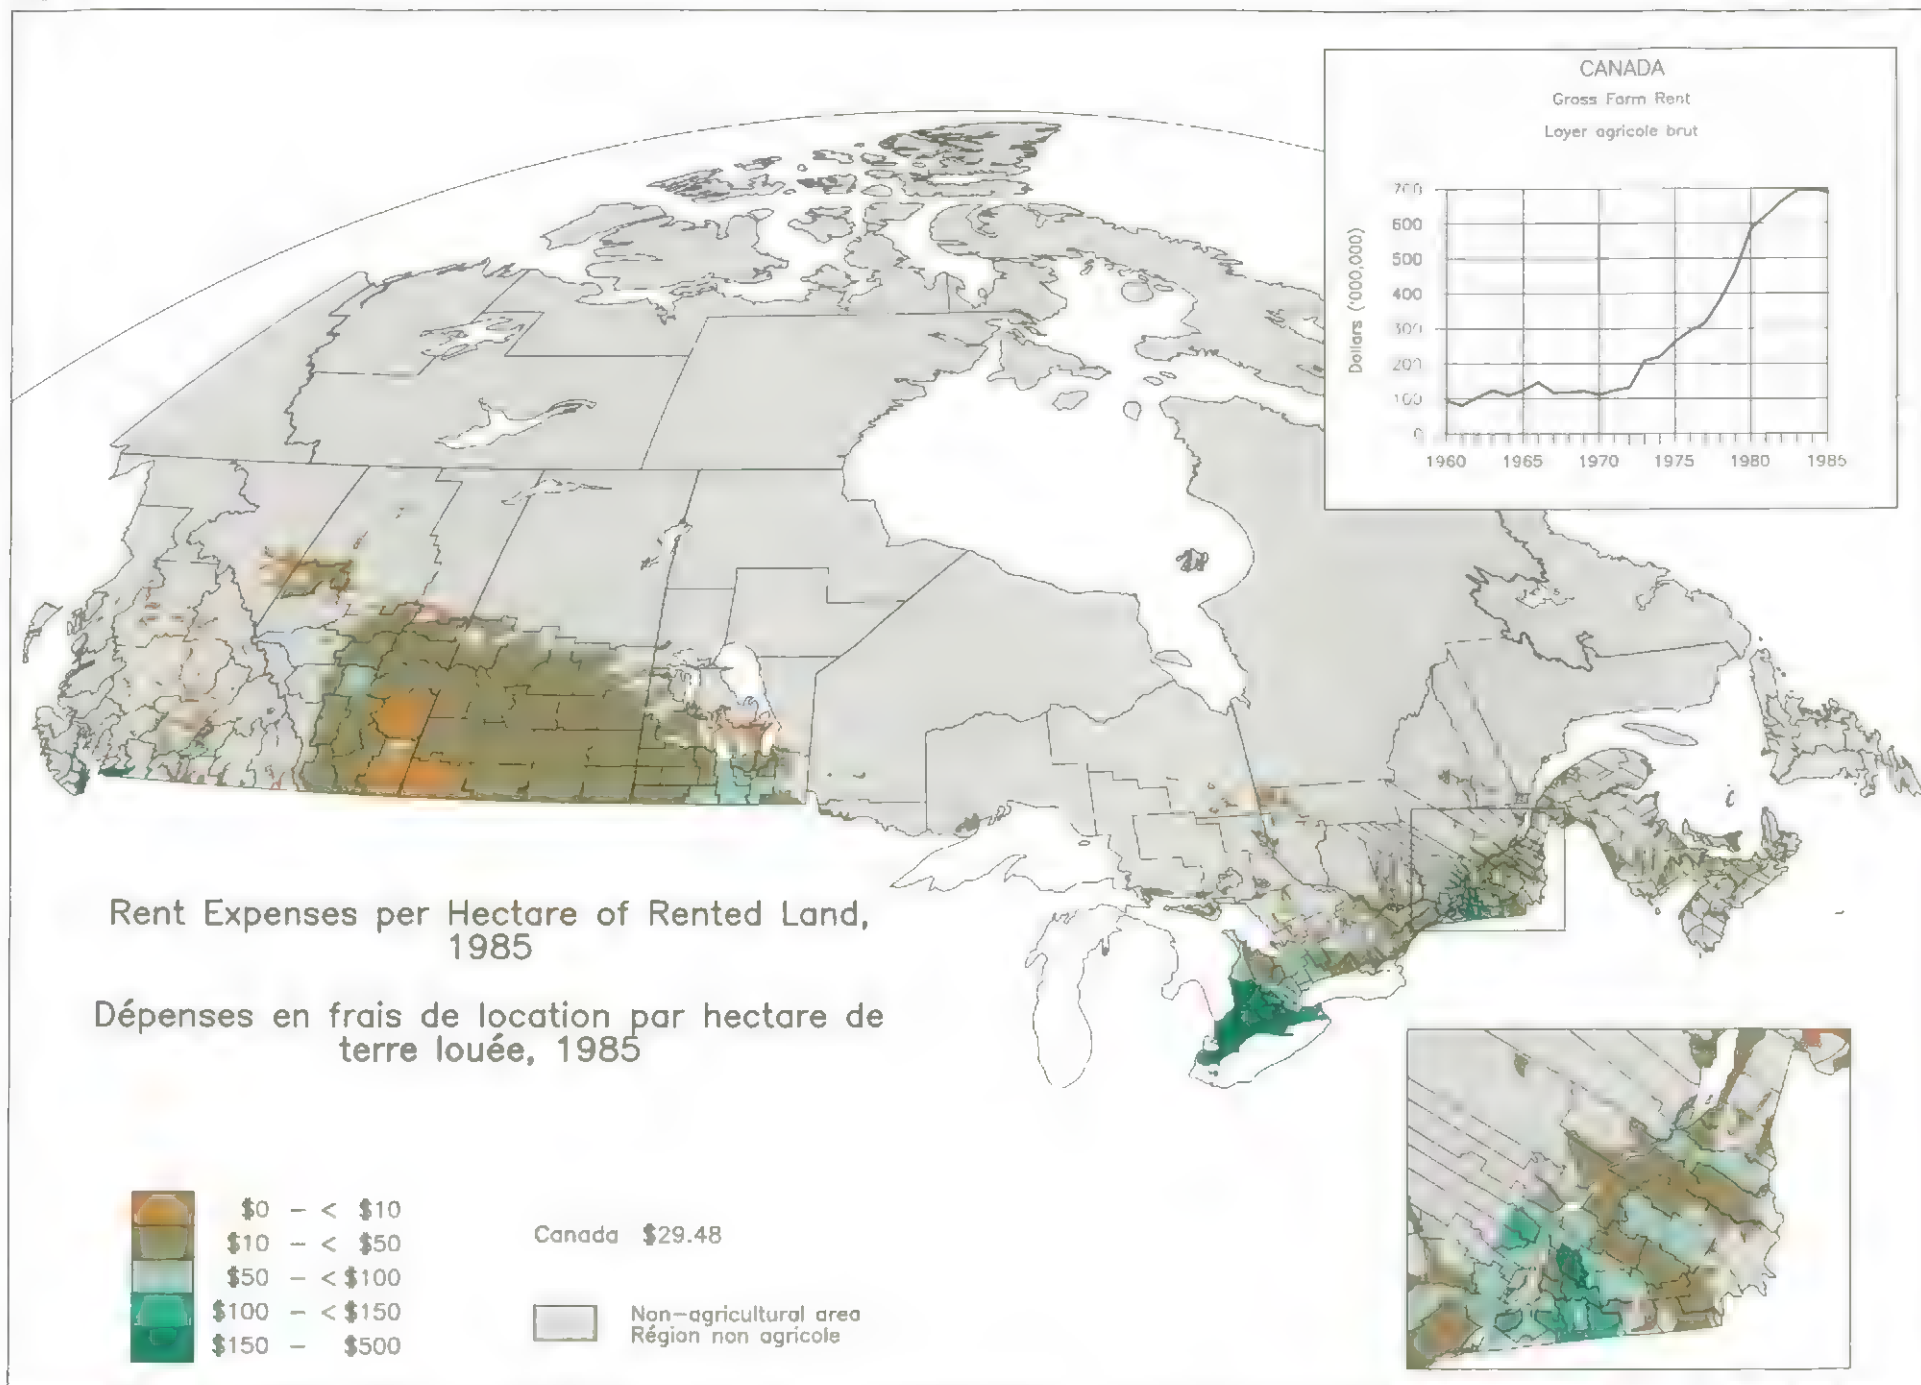 CANADA
Gross Farm Rent
Loyer agricole brut
Dollars ('000,000)
700
600
500
400
300
200
100
0
1960 1965 1970 1975 1980 1985
Rent Expenses per Hectare of Rented Land,
1985
Dépenses en frais de location par hectare de
terre louée, 1985
$0 – < $10
$10 – < $50
$50 – < $100
$100 – < $150
$150 – $500
Canada $29.48
Non-agricultural area
Région non agricole